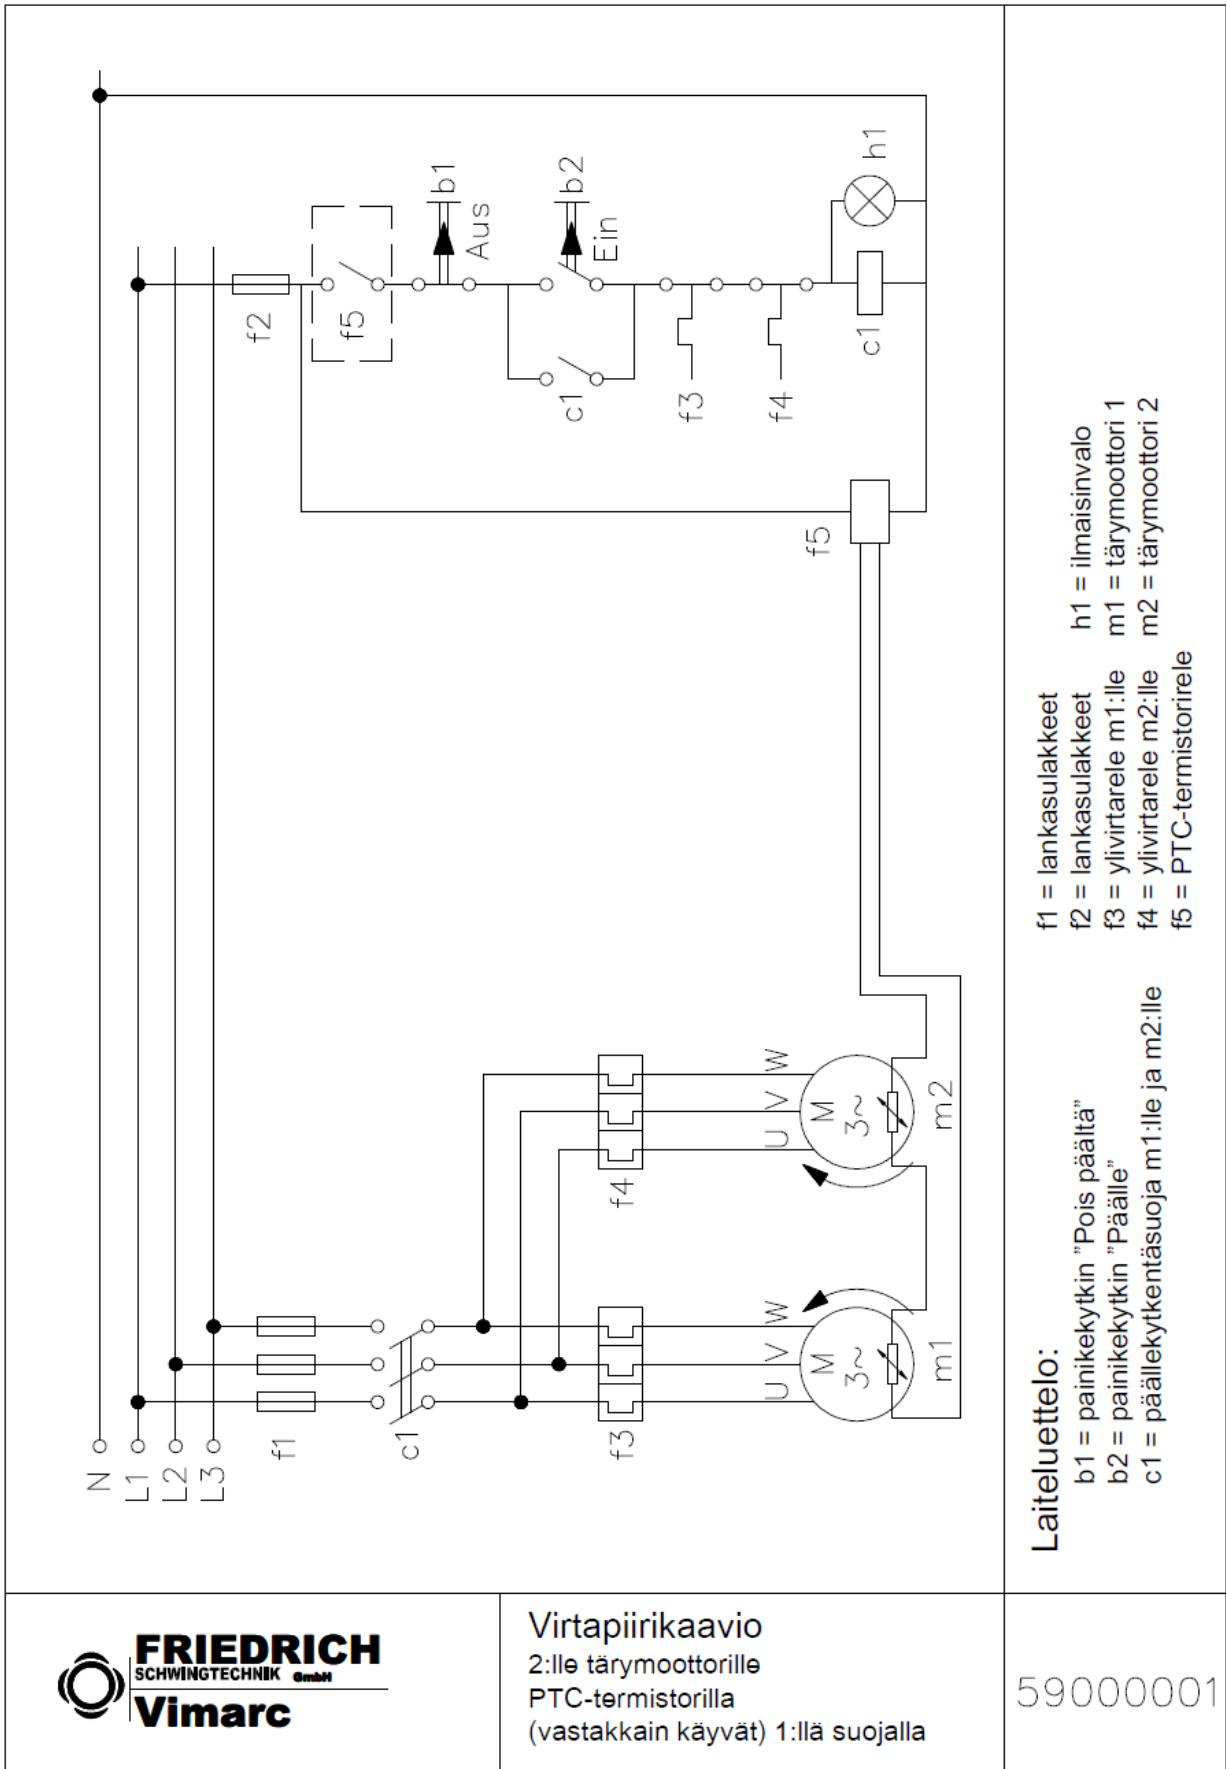 N
L1
L2
L3
f1
c1
f3
f4
U V W
U V W
M
3~
m1
M
3~
m2
f2
f5
b1
Aus
b2
Ein
c1
f3
f4
c1
h1
f5
Laiteluettelo:
b1 = painikekytkin ”Pois päältä”
b2 = painikekytkin ”Päälle”
c1 = päällekytkentäsuoja m1:lle ja m2:lle
f1 = lankasulakkeet
f2 = lankasulakkeet
f3 = ylivirtarele m1:lle
f4 = ylivirtarele m2:lle
f5 = PTC-termistorirele
h1 = ilmaisinvalo
m1 = tärymoottori 1
m2 = tärymoottori 2
FRIEDRICH
SCHWINGTECHNIK GmbH
Vimarc
Virtapiirikaavio
2:lle tärymoottorille
PTC-termistorilla
(vastakkain käyvät) 1:llä suojalla
59000001